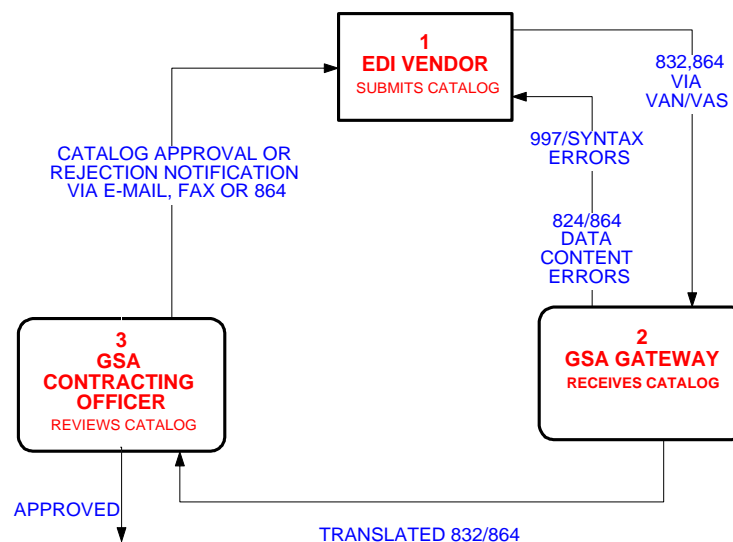 1
EDI VENDOR
SUBMITS CATALOG
832,864
VIA
VAN/VAS
997/SYNTAX
ERRORS
CATALOG APPROVAL OR
REJECTION NOTIFICATION
VIA E-MAIL, FAX OR 864
824/864
DATA
CONTENT
ERRORS
2
GSA GATEWAY
RECEIVES CATALOG
3
GSA
CONTRACTING
OFFICER
REVIEWS CATALOG
APPROVED
TRANSLATED 832/864